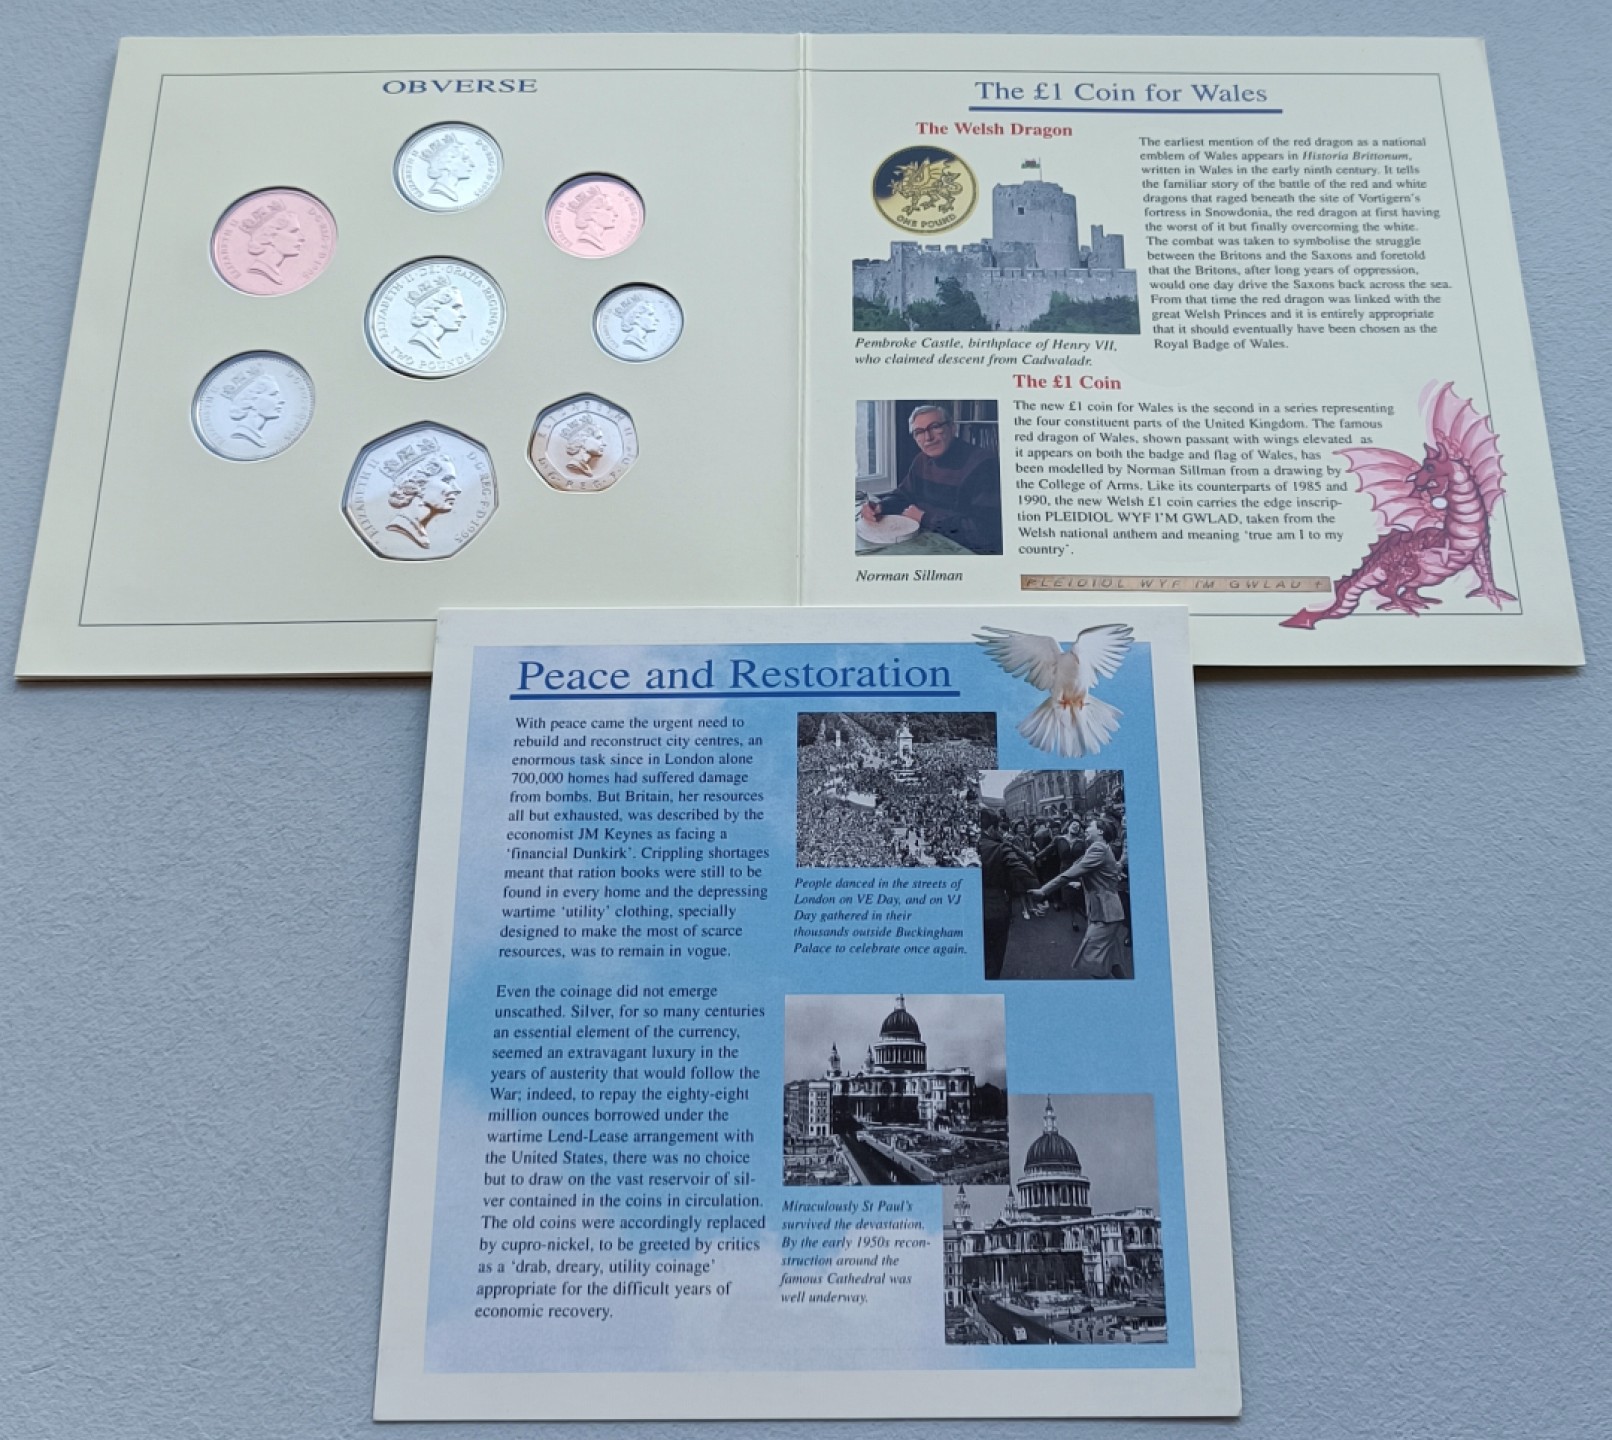 OBVERSE
ELIZABETH II
D·G·REG·F·D·1995
ELIZABETH·II·DEI·GRATIA·REGINA·F·D·
TWO POUNDS
The £1 Coin for Wales
The Welsh Dragon
ONE POUND
The earliest mention of the red dragon as a national
emblem of Wales appears in Historia Brittonum,
written in Wales in the early ninth century. It tells
the familiar story of the battle of the red and white
dragons that raged beneath the site of Vortigern's
fortress in Snowdonia, the red dragon at first having
the worst of it but finally overcoming the white.
The combat was taken to symbolise the struggle
between the Britons and the Saxons and foretold
that the Britons, after long years of oppression,
would one day drive the Saxons back across the sea.
From that time the red dragon was linked with the
great Welsh Princes and it is entirely appropriate
that it should eventually have been chosen as the
Royal Badge of Wales.
Pembroke Castle, birthplace of Henry VII,
who claimed descent from Cadwaladr.
The £1 Coin
The new £1 coin for Wales is the second in a series representing
the four constituent parts of the United Kingdom. The famous
red dragon of Wales, shown passant with wings elevated as
it appears on both the badge and flag of Wales, has
been modelled by Norman Sillman from a drawing by
the College of Arms. Like its counterparts of 1985 and
1990, the new Welsh £1 coin carries the edge inscrip-
tion PLEIDIOL WYF I'M GWLAD, taken from the
Welsh national anthem and meaning 'true am I to my
country'.
Norman Sillman
PLEIDIOL WYF I'M GWLAD +
Peace and Restoration
With peace came the urgent need to
rebuild and reconstruct city centres, an
enormous task since in London alone
700,000 homes had suffered damage
from bombs. But Britain, her resources
all but exhausted, was described by the
economist JM Keynes as facing a
'financial Dunkirk'. Crippling shortages
meant that ration books were still to be
found in every home and the depressing
wartime 'utility' clothing, specially
designed to make the most of scarce
resources, was to remain in vogue.
People danced in the streets of
London on VE Day, and on VJ
Day gathered in their
thousands outside Buckingham
Palace to celebrate once again.
Even the coinage did not emerge
unscathed. Silver, for so many centuries
an essential element of the currency,
seemed an extravagant luxury in the
years of austerity that would follow the
War; indeed, to repay the eighty-eight
million ounces borrowed under the
wartime Lend-Lease arrangement with
the United States, there was no choice
but to draw on the vast reservoir of sil-
ver contained in the coins in circulation.
The old coins were accordingly replaced
by cupro-nickel, to be greeted by critics
as a 'drab, dreary, utility coinage'
appropriate for the difficult years of
economic recovery.
Miraculously St Paul's
survived the devastation.
By the early 1950s recon-
struction around the
famous Cathedral was
well underway.